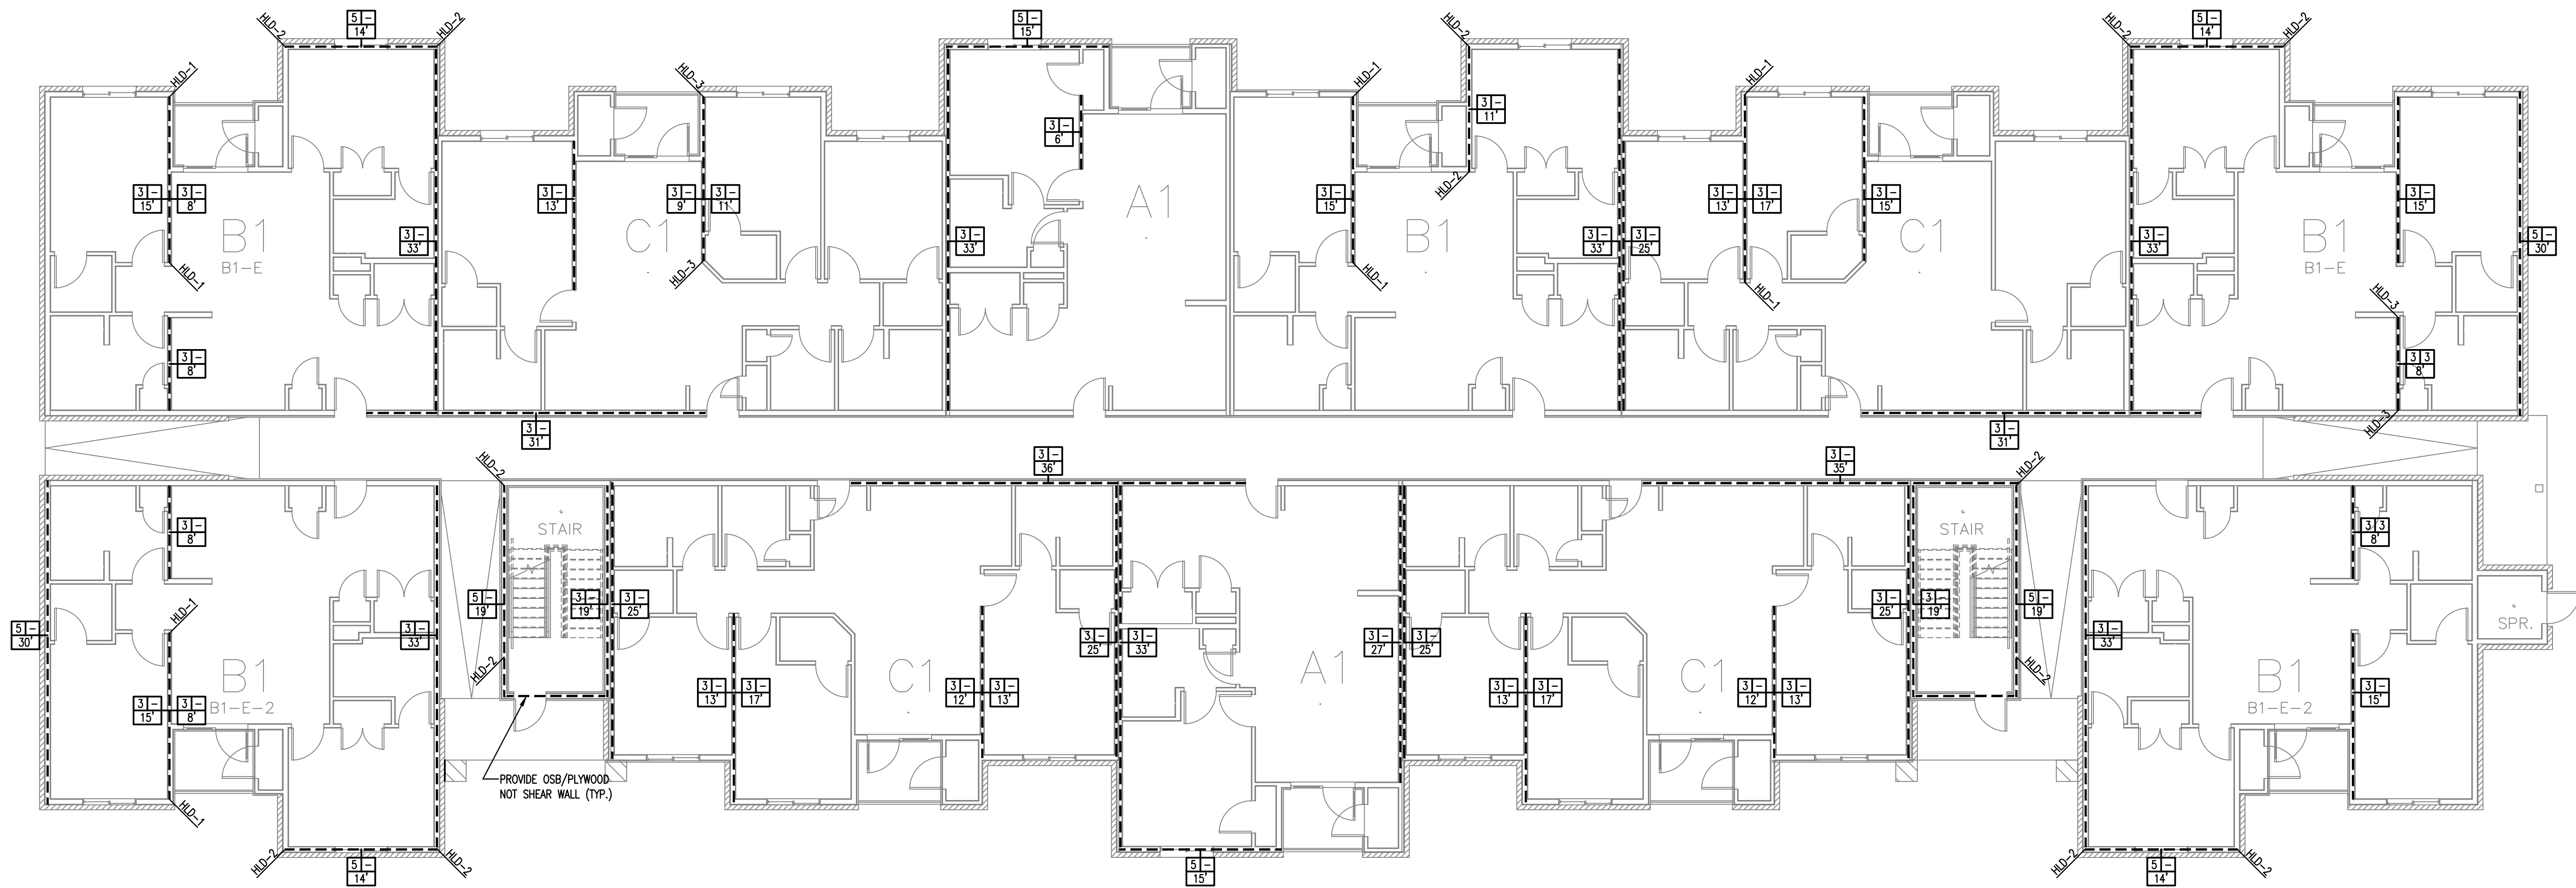 HLD-2
5 -
14'
HLD-2
5 -
15'
HLD-2
HLD-2
5 -
14'
HLD-2
HLD-1
HLD-3
HLD-1
HLD-1
3 -
11'
3 -
6'
3 -
15'
3 -
8'
3 -
13'
3 -
9'
3 -
11'
3 -
15'
HLD-2
3 -
13'
3 -
17'
3 -
15'
3 -
15'
A1
B1
B1-E
C1
B1
C1
B1
B1-E
3 -
33'
3 -
33'
3 -
33'
3 -
25'
3 -
33'
5 -
30'
HLD-1
HLD-3
HLD-1
HLD-1
HLD-3
3 -
8'
3 3
8'
HLD-3
3 -
31'
3 -
31'
HLD-2
3 -
36'
3 -
35'
HLD-2
3 -
8'
STAIR
STAIR
3 3
8'
HLD-1
5 -
19'
3 -
19'
3 -
25'
3 -
25'
3 -
19'
5 -
19'
SPR.
5 -
30'
3 -
33'
3 -
25'
3 -
33'
3 -
27'
3 -
25'
3 -
33'
HLD-2
HLD-2
B1
B1-E-2
C1
A1
C1
B1
B1-E-2
3 -
15'
3 -
8'
3 -
13'
3 -
17'
3 -
12'
3 -
13'
3 -
13'
3 -
17'
3 -
12'
3 -
13'
3 -
15'
PROVIDE OSB/PLYWOOD
NOT SHEAR WALL (TYP.)
HLD-1
HLD-2
5 -
14'
HLD-2
5 -
15'
HLD-2
5 -
14'
HLD-2